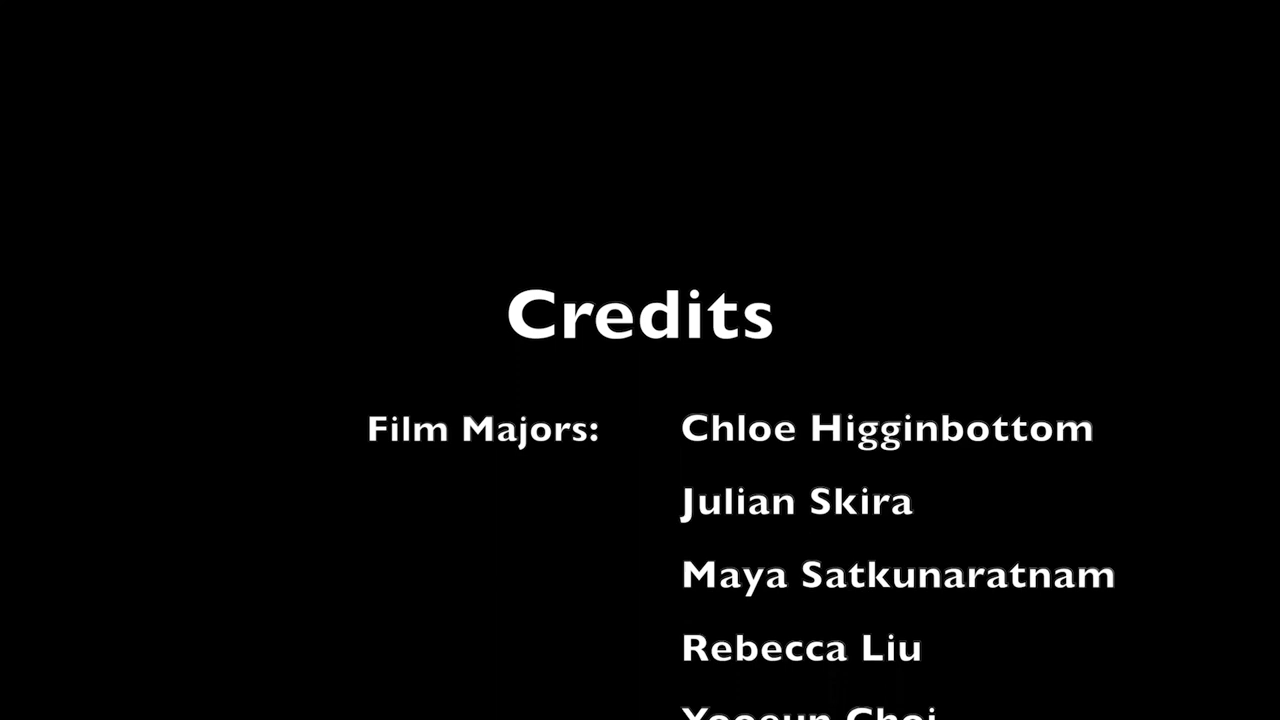 Credits
Film Majors: Chloe Higginbottom
Julian Skira
Maya Satkunaratnam
Rebecca Liu